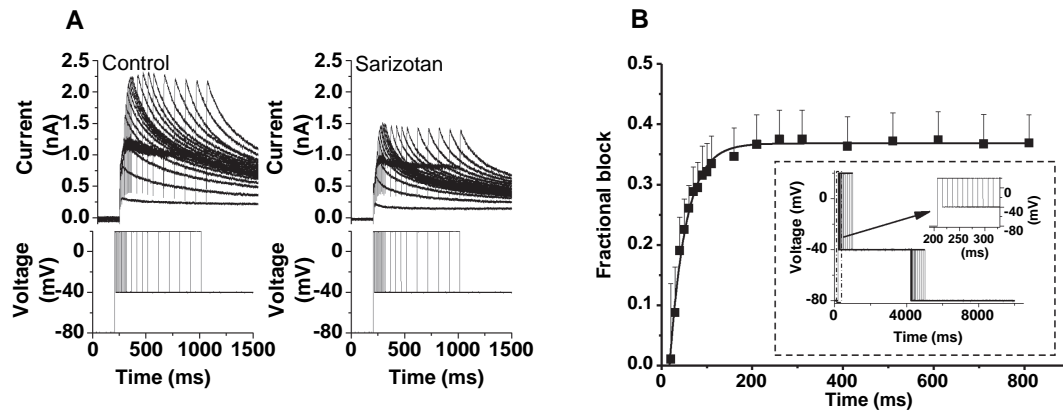 A
Control
Current
(nA)
2.5
2.0
1.5
1.0
0.5
0.0
Voltage
(mV)
0
-40
-80
0 500 1000 1500
Time (ms)
Sarizotan
Current
(nA)
2.5
2.0
1.5
1.0
0.5
0.0
Voltage
(mV)
0
-40
-80
0 500 1000 1500
Time (ms)
B
Fractional block
0.5
0.4
0.3
0.2
0.1
0.0
0 200 400 600 800
Time (ms)
Voltage (mV)
0
-40
-80
0 4000 8000
Time (ms)
0
-40
-80
(mV)
200 250 300
(ms)